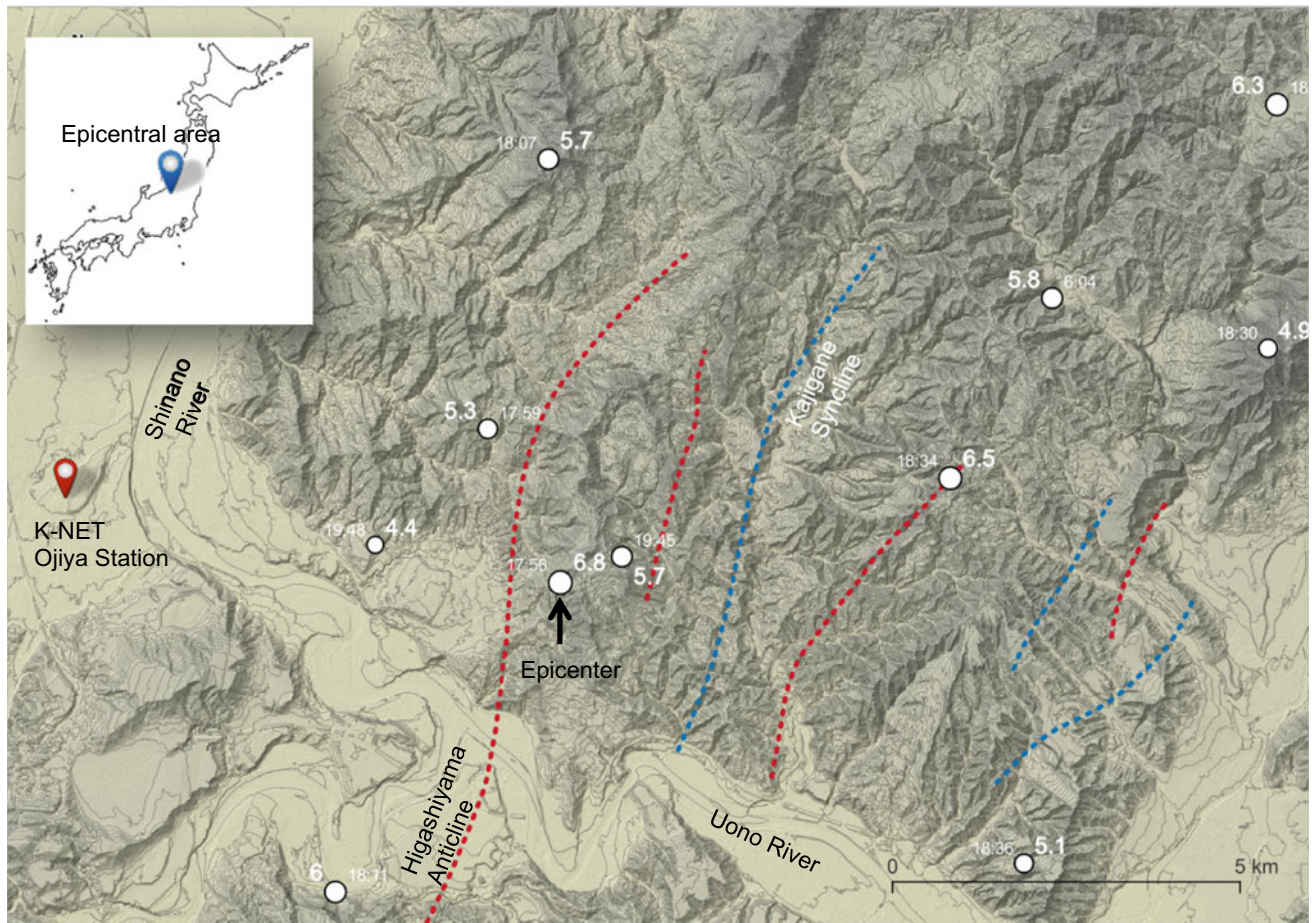 Epicentral area
18:07 5.7
6.3 18
5.8 6:04
18:30 4.9
Shinano
River
Kajigane
Syncline
5.3 17:59
18:34 6.5
K-NET
Ojiya Station
19:48 4.4
17:56 6.8
19:45
5.7
Epicenter
Higashiyama
Anticline
Uono River
6 18:11
18:36 5.1
0 5 km